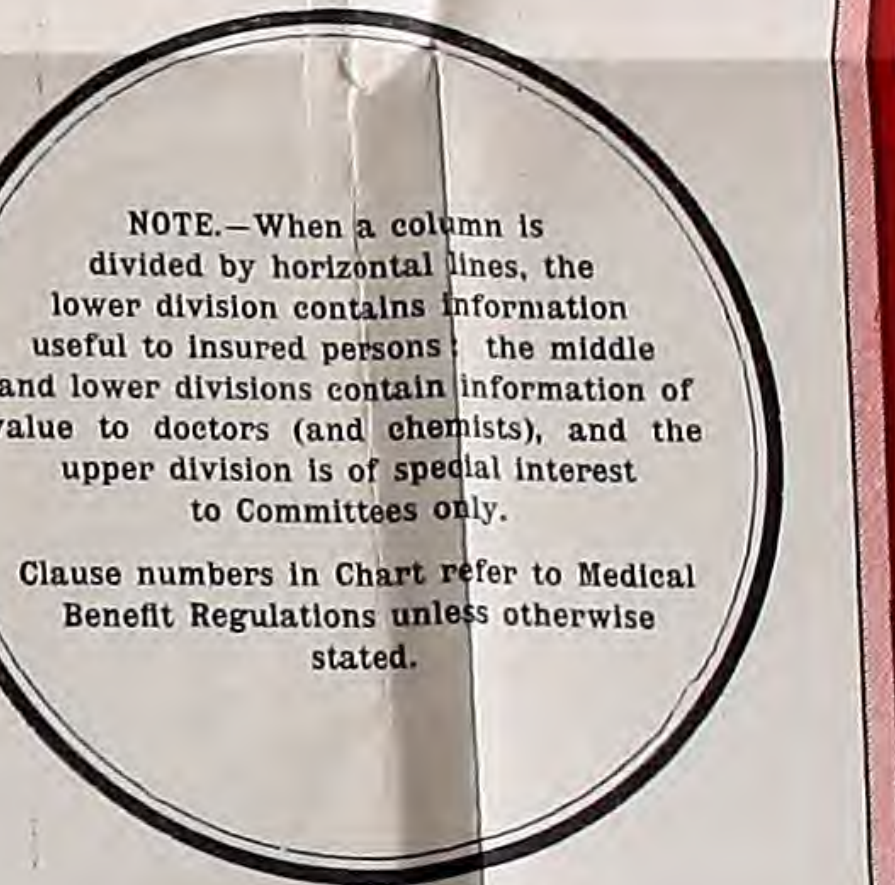 NOTE.—When a column is
divided by horizontal lines, the
lower division contains information
useful to insured persons; the middle
and lower divisions contain information of
value to doctors (and chemists), and the
upper division is of special interest
to Committees only.
Clause numbers in Chart refer to Medical
Benefit Regulations unless otherwise
stated.